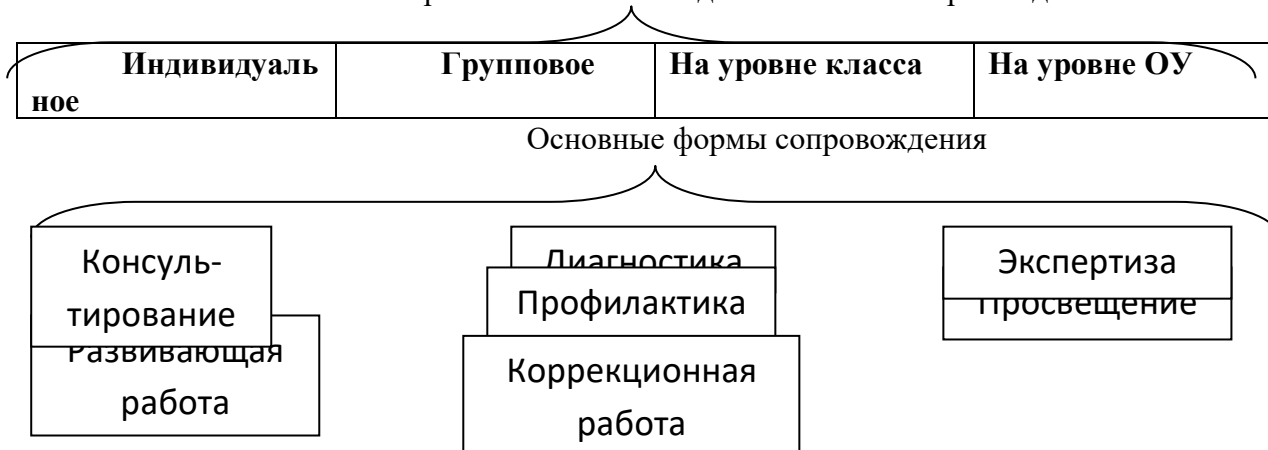 Индивидуаль
ное
Групповое
На уровне класса
На уровне ОУ
Основные формы сопровождения
Консуль-
тирование
Развивающая
работа
Диагностика
Профилактика
Коррекционная
работа
Экспертиза
Просвещение